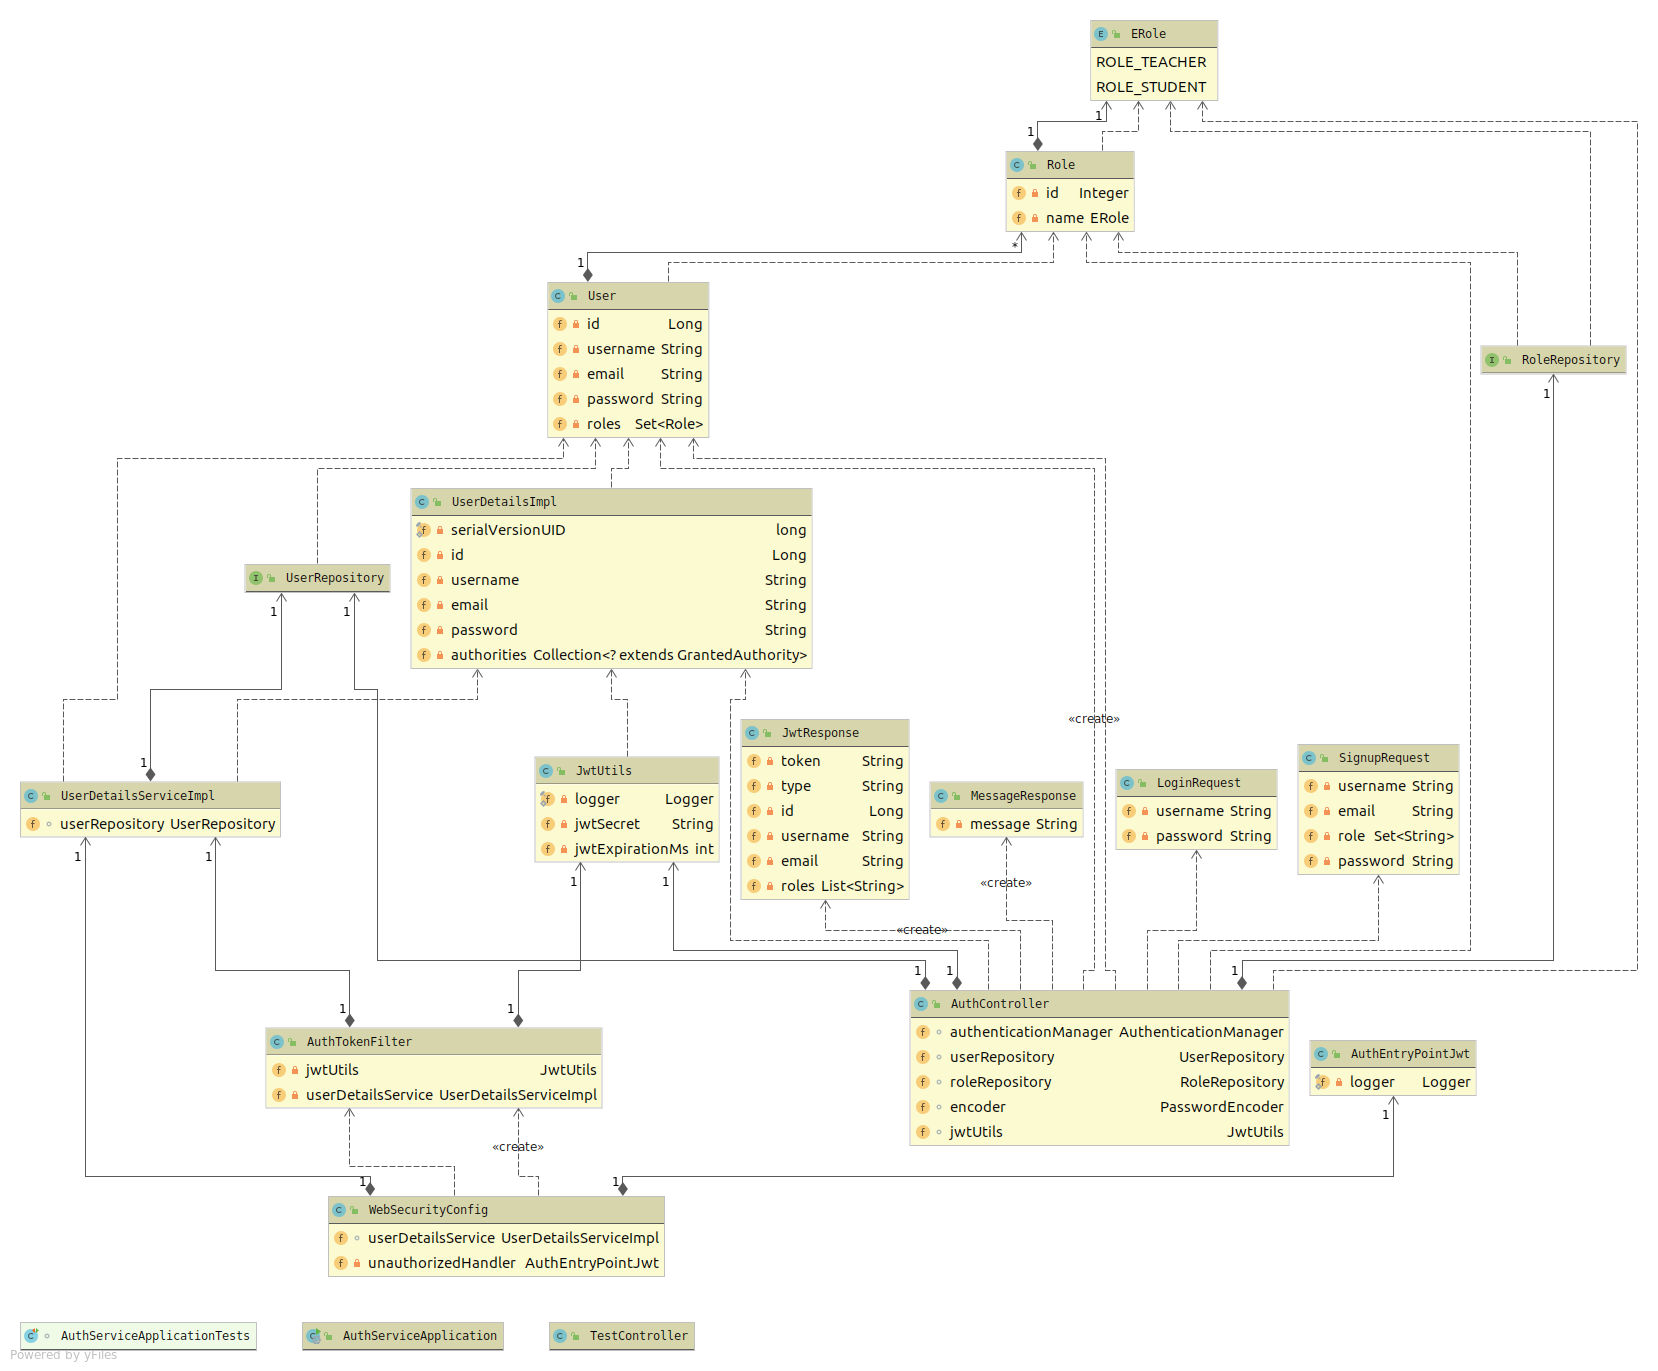 ERole
ROLE_TEACHER
ROLE_STUDENT
1
1
Role
id Integer
name ERole
*
1
User
id Long
username String
email String
password String
roles Set<Role>
RoleRepository
1
UserDetailsImpl
serialVersionUID long
id Long
username String
email String
password String
authorities Collection<? extends GrantedAuthority>
UserRepository
1 1
«create»
JwtResponse
token String
type String
id Long
username String
email String
roles List<String>
SignupRequest
username String
email String
role Set<String>
password String
1
JwtUtils
logger Logger
jwtSecret String
jwtExpirationMs int
LoginRequest
username String
password String
UserDetailsServiceImpl
userRepository UserRepository
MessageResponse
message String
1 1
1 1
«create»
«create»
1 1 1
1 1
AuthController
authenticationManager AuthenticationManager
userRepository UserRepository
roleRepository RoleRepository
encoder PasswordEncoder
jwtUtils JwtUtils
AuthTokenFilter
jwtUtils JwtUtils
userDetailsService UserDetailsServiceImpl
AuthEntryPointJwt
logger Logger
1
«create»
1 1
WebSecurityConfig
userDetailsService UserDetailsServiceImpl
unauthorizedHandler AuthEntryPointJwt
AuthServiceApplicationTests
AuthServiceApplication
TestController
Powered by yFiles